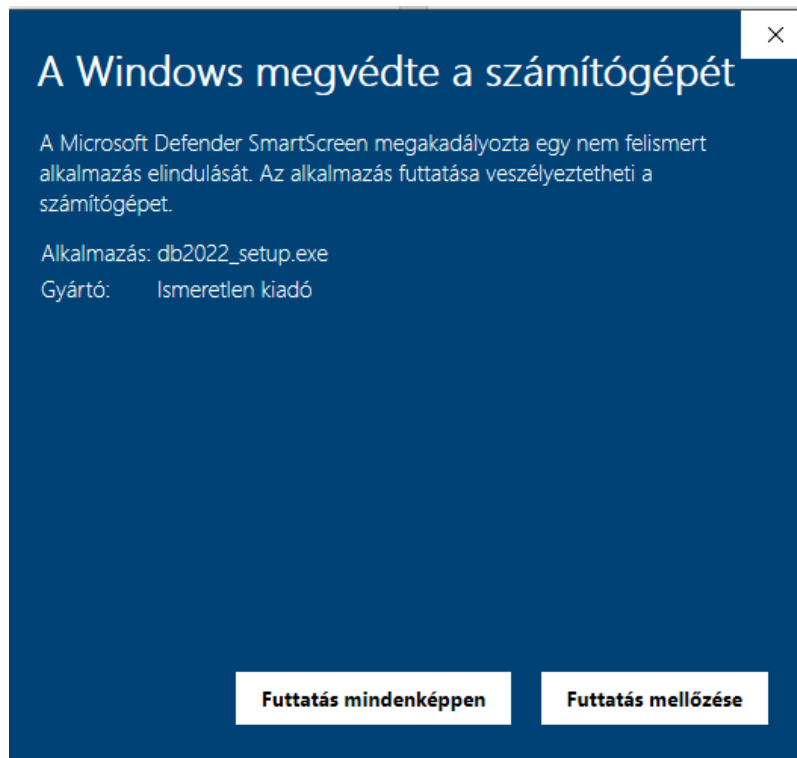 A Windows megvédte a számítógépét
A Microsoft Defender SmartScreen megakadályozta egy nem felismert
alkalmazás elindulását. Az alkalmazás futtatása veszélyeztetheti a
számítógépet.
Alkalmazás: db2022_setup.exe
Gyártó: Ismeretlen kiadó
Futtatás mindenképpen
Futtatás mellőzése